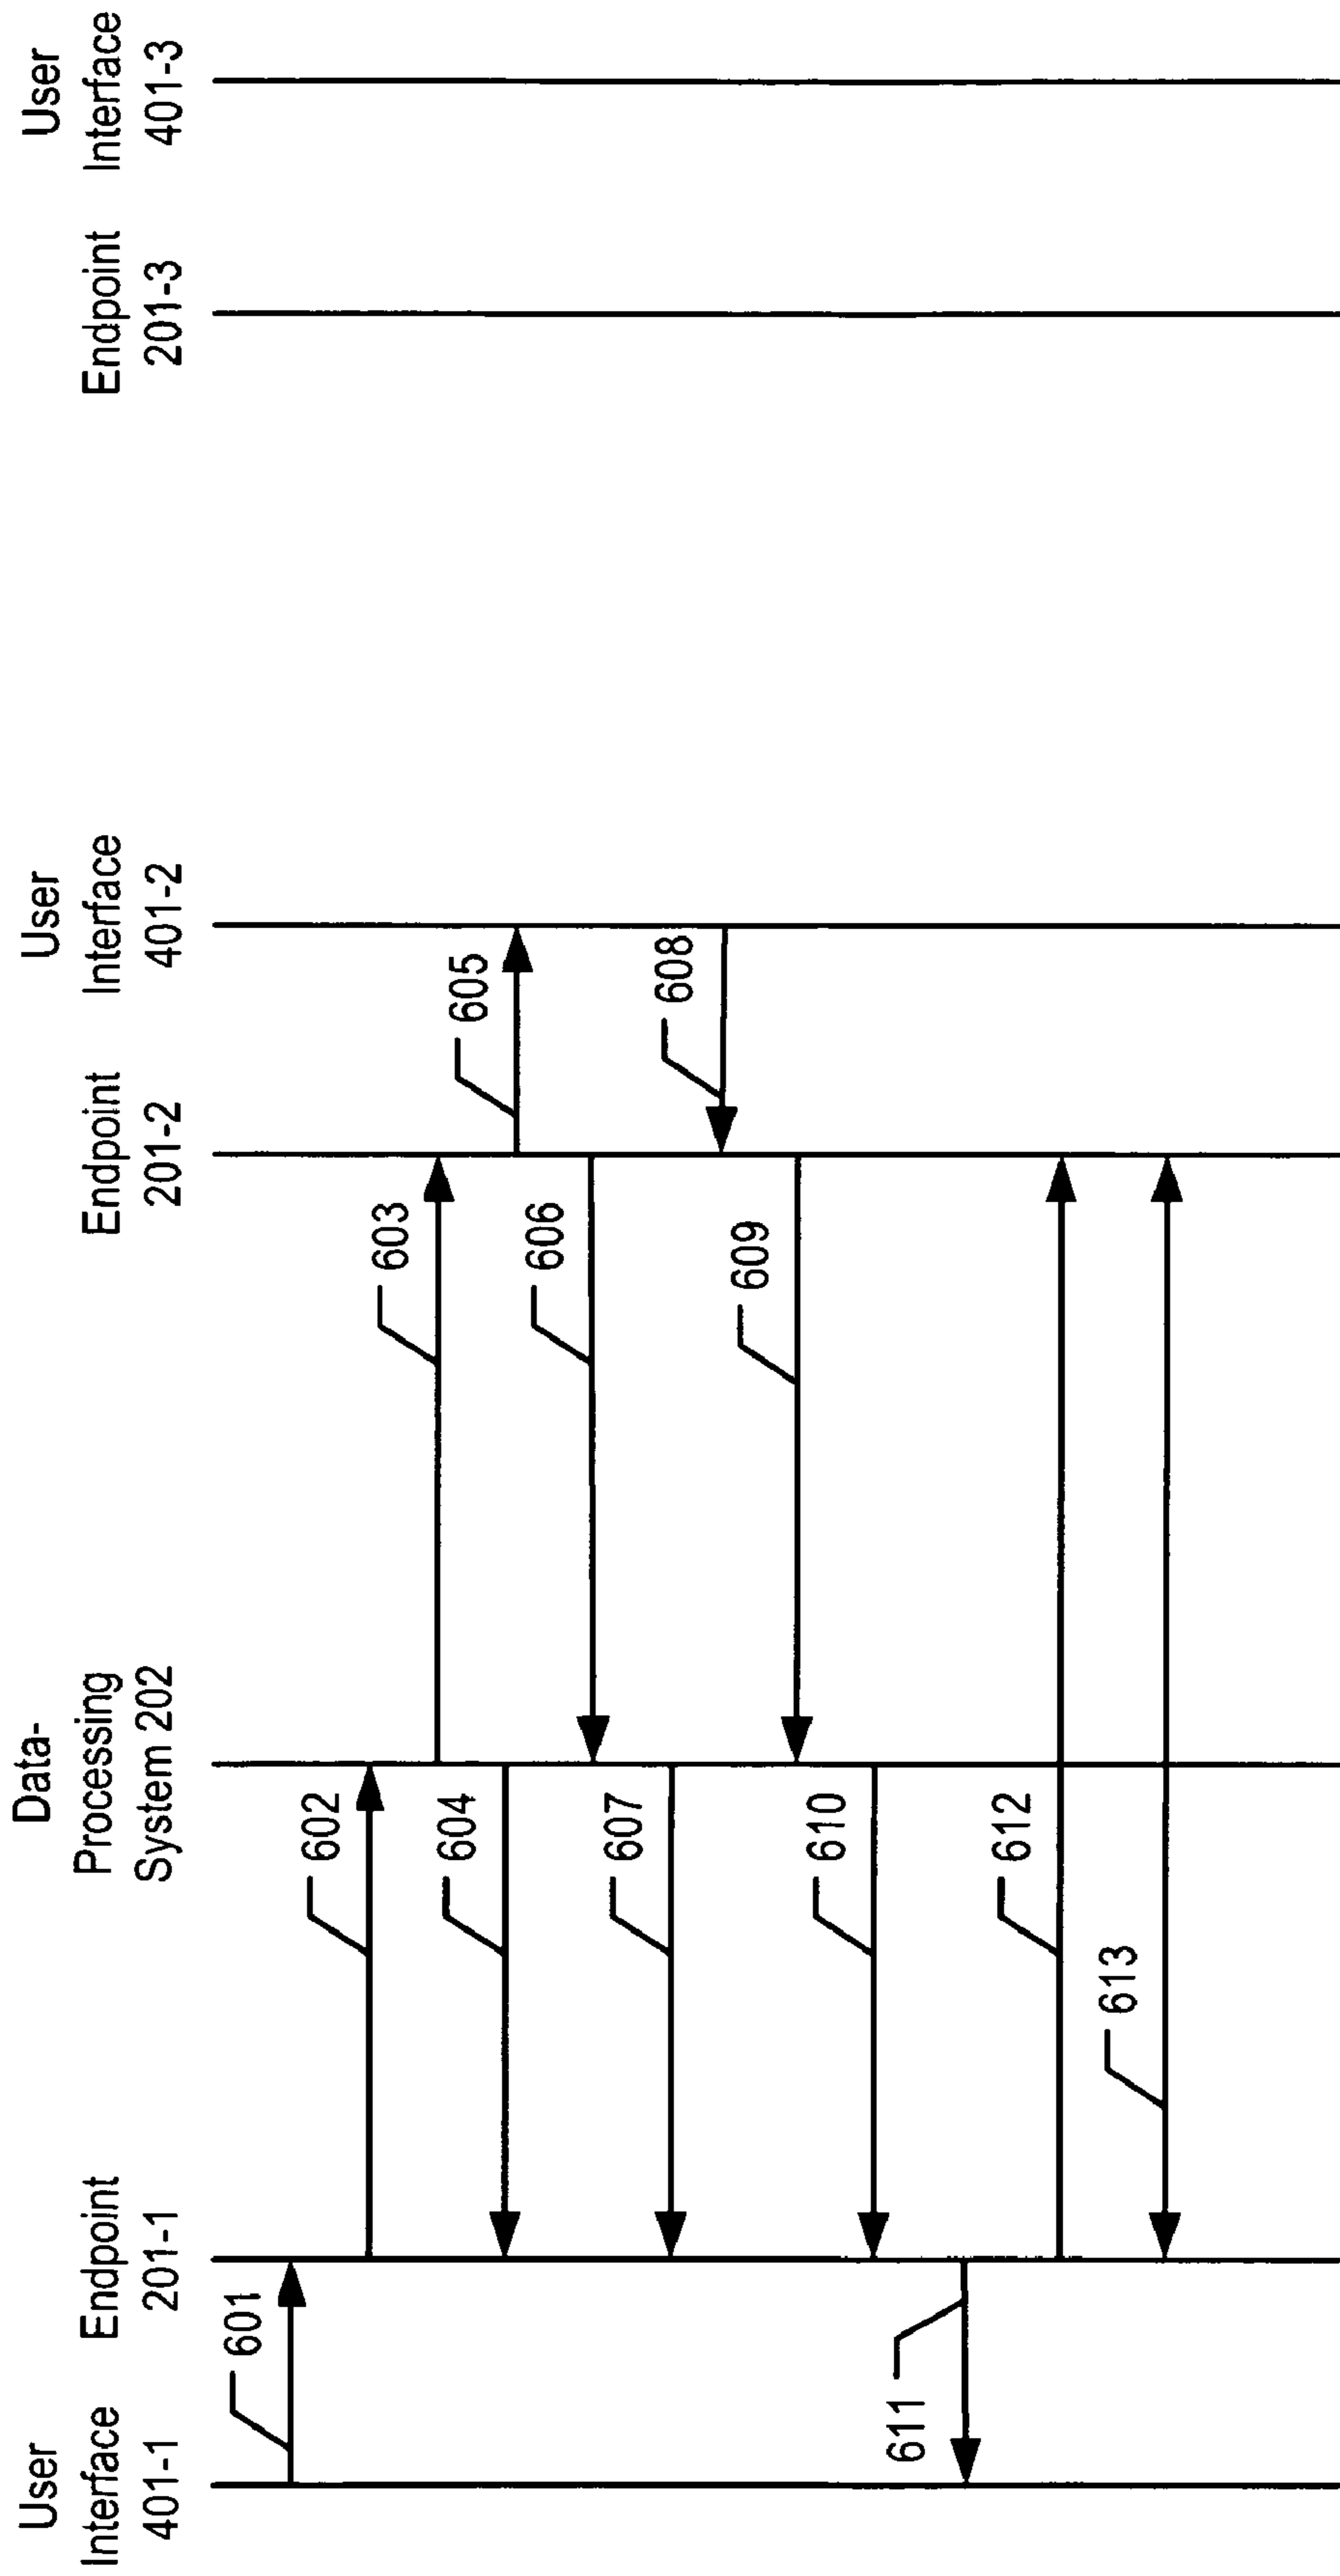 User
Interface
401-1
Endpoint
201-1
Data-
Processing
System 202
Endpoint
201-2
User
Interface
401-2
Endpoint
201-3
User
Interface
401-3
601
602
603
604
605
606
607
608
609
610
611
612
613